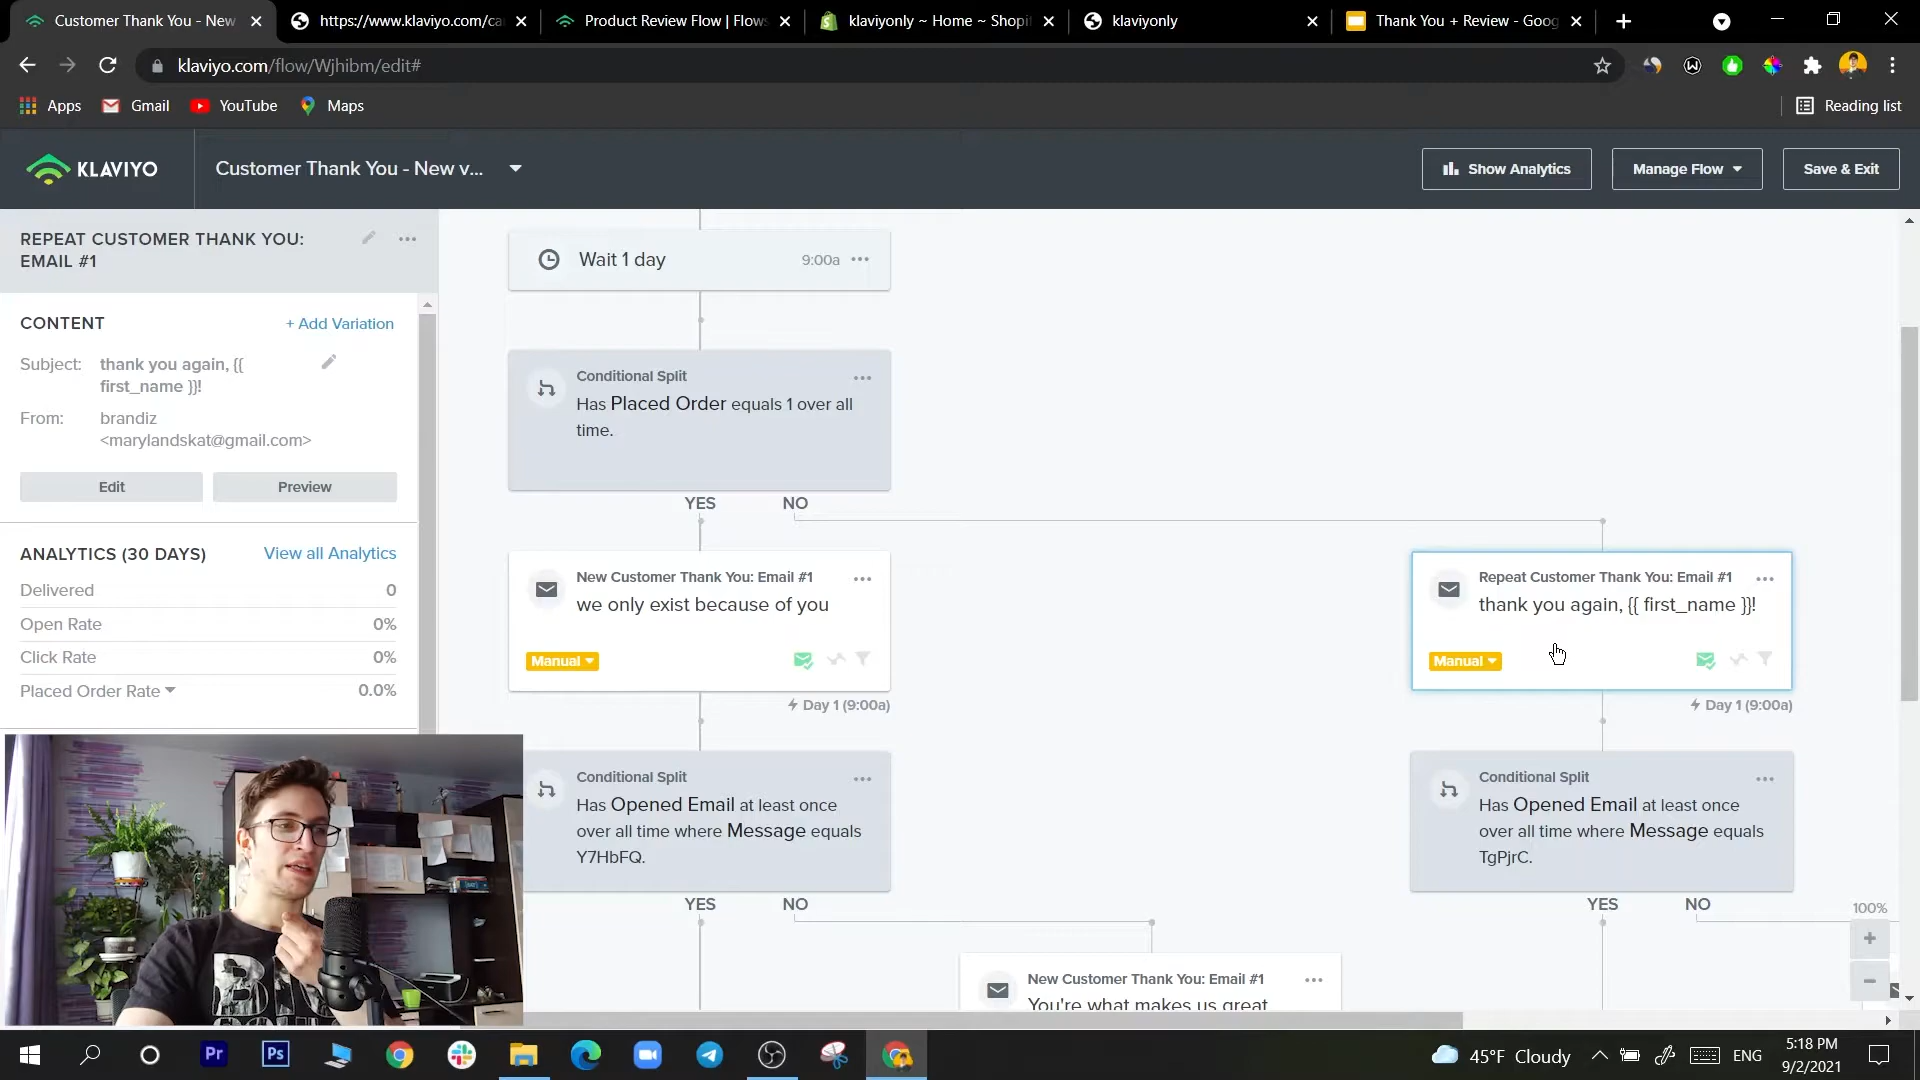 Customer Thank You - New
https://www.klaviyo.com/ca
Product Review Flow | Flows
klaviyonly ~ Home ~ Shopif
klaviyonly
Thank You + Review - Goog
klaviyo.com/flow/Wjhibm/edit#
Apps
Gmail
YouTube
Maps
Reading list
KLAVIYO
Customer Thank You - New v...
Show Analytics
Manage Flow
Save & Exit
REPEAT CUSTOMER THANK YOU:
EMAIL #1
CONTENT
+ Add Variation
Subject: thank you again, {{
first_name }}!
From: brandiz
<marylandskat@gmail.com>
Edit
Preview
ANALYTICS (30 DAYS)
View all Analytics
Delivered 0
Open Rate 0%
Click Rate 0%
Placed Order Rate 0.0%
Wait 1 day 9:00a
Conditional Split
Has Placed Order equals 1 over all
time.
YES NO
New Customer Thank You: Email #1
we only exist because of you
Manual
Day 1 (9:00a)
Repeat Customer Thank You: Email #1
thank you again, {{ first_name }}!
Manual
Day 1 (9:00a)
Conditional Split
Has Opened Email at least once
over all time where Message equals
Y7HbFQ.
YES NO
Conditional Split
Has Opened Email at least once
over all time where Message equals
TgPjrC.
YES NO
New Customer Thank You: Email #1
You're what makes us great
100%
Pr
Ps
45°F Cloudy
ENG
5:18 PM
9/2/2021